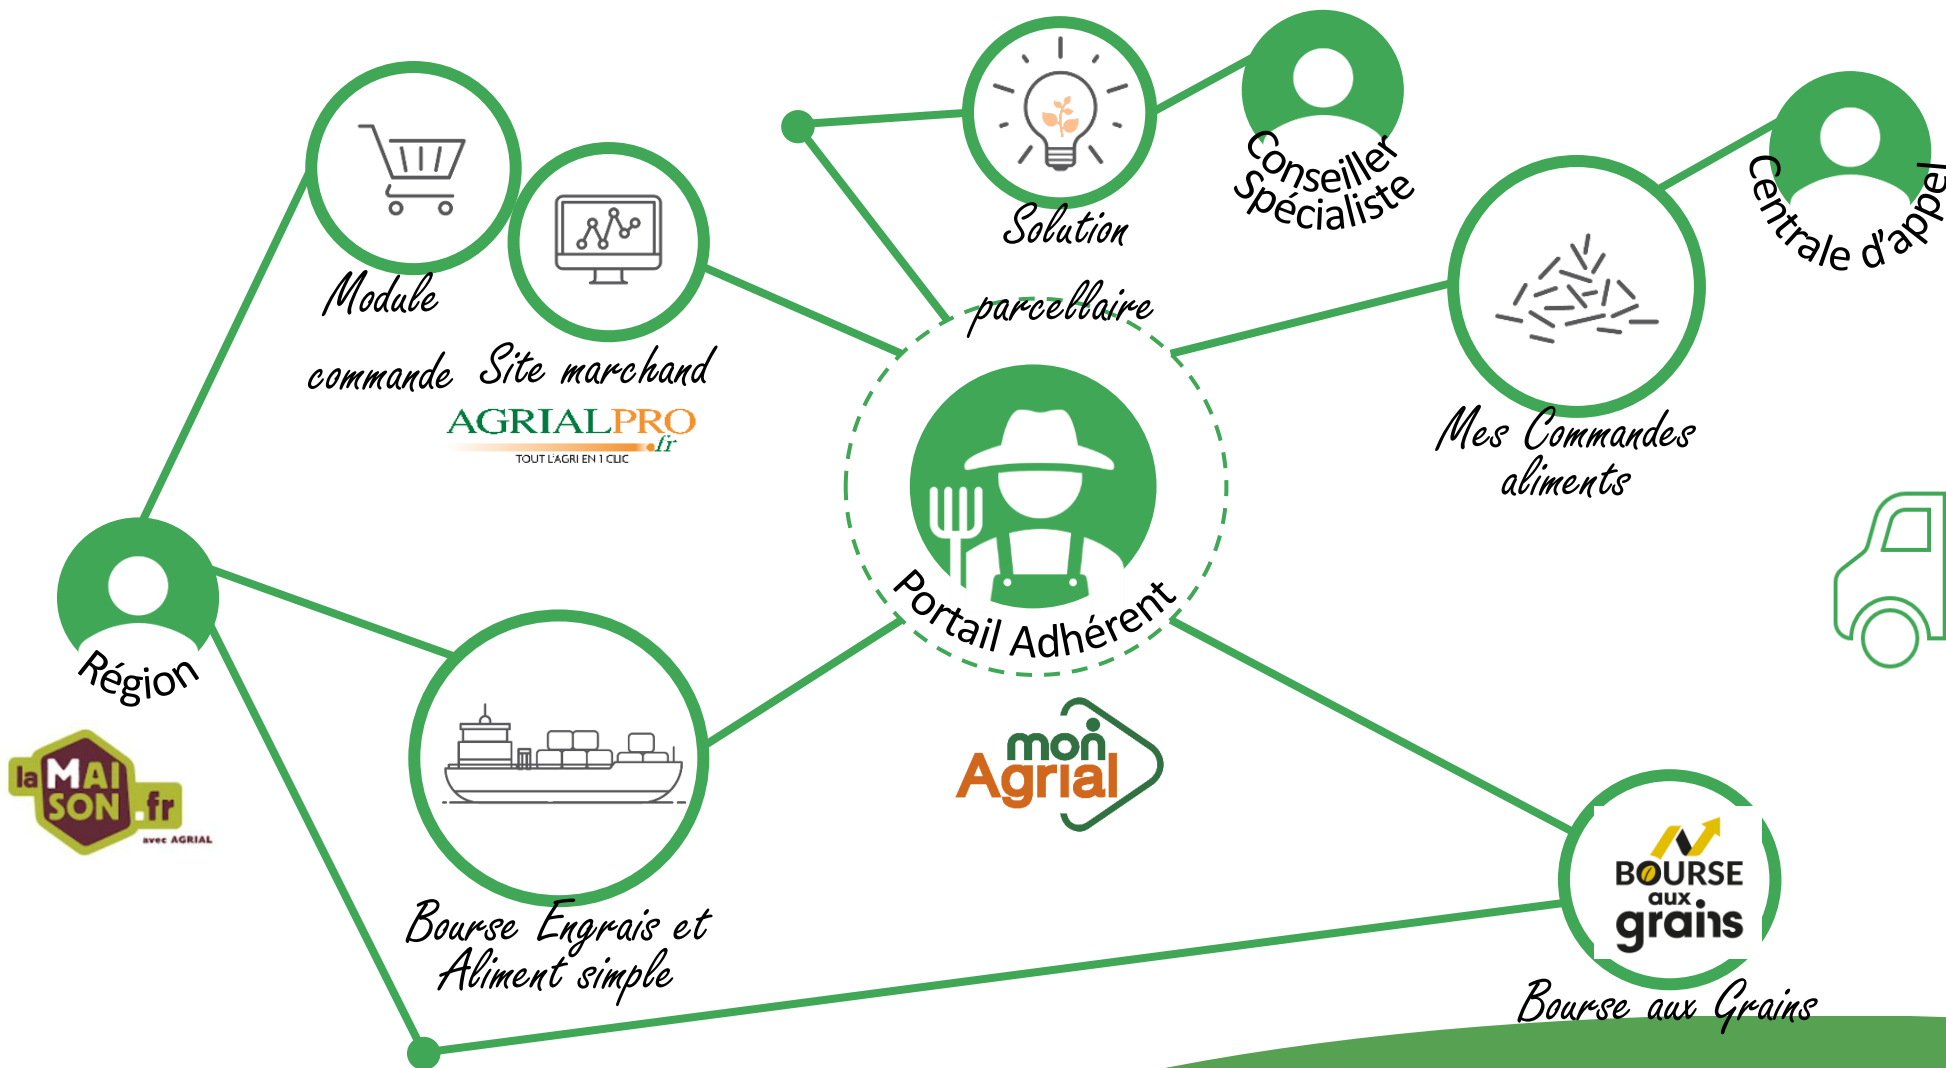 Conseiller
Spécialiste
Centrale d'appel
Solution
parcellaire
Module
commande
Site marchand
AGRIALPRO
.fr
TOUT L'AGRI EN 1 CLIC
Mes Commandes
aliments
Portail Adhérent
Région
mon
Agrial
la MAI
SON .fr
avec AGRIAL
BOURSE
aux
grains
Bourse Engrais et
Aliment simple
Bourse aux Grains